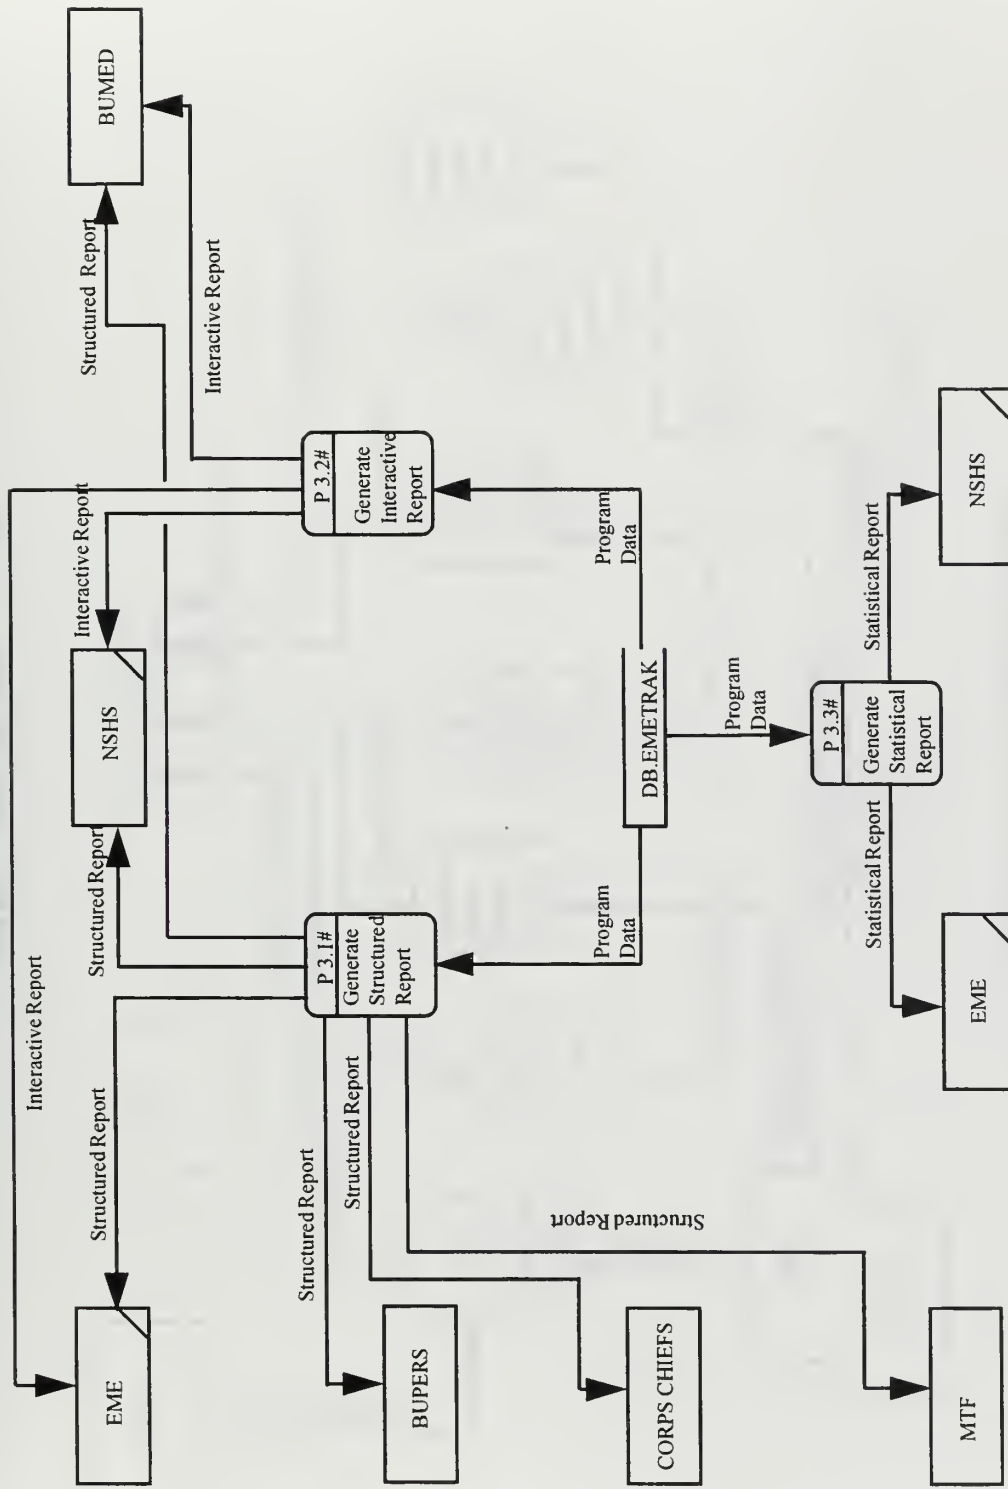 Interactive Report
EME
Structured Report
Structured Report
NSHS
Interactive Report
Structured Report
BUMED
Interactive Report
Structured Report
P 3.1#
Generate
Structured
Report
P 3.2#
Generate
Interactive
Report
Structured Report
BUPERS
Program
Data
Program
Data
Structured Report
CORPS CHIEFS
DB.EMETRAK
Program
Data
P 3.3#
Generate
Statistical
Report
Statistical Report
Statistical Report
MTF
EME
NSHS